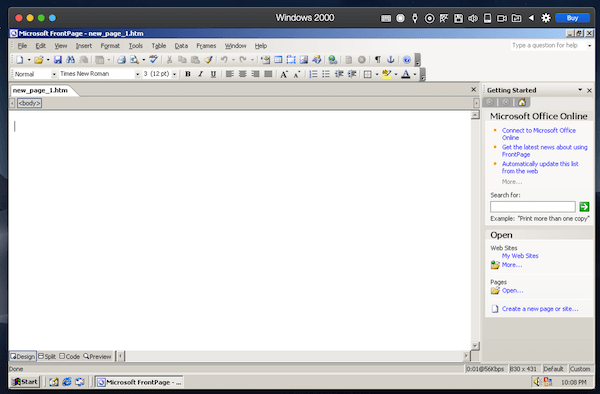 Windows 2000
Buy
Microsoft FrontPage - new_page_1.htm
File Edit View Insert Format Tools Table Data Frames Window Help
Type a question for help
Normal Times New Roman 3 (12 pt) B I U A A A
new_page_1.htm
<body>
Getting Started
Microsoft Office Online
Connect to Microsoft Office
Online
Get the latest news about using
FrontPage
Automatically update this list
from the web
More...
Search for:
Example: "Print more than one copy"
Open
Web Sites
My Web Sites
More...
Pages
Open...
Create a new page or site...
Design Split Code Preview
Done
0:01@56Kbps 830 x 431 Default Custom
Start
Microsoft FrontPage - ...
10:08 PM